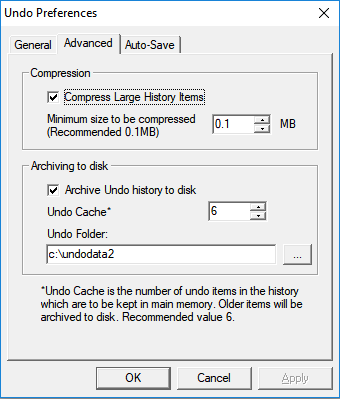 Undo Preferences
General Advanced Auto-Save
Compression
Compress Large History Items
Minimum size to be compressed
(Recommended 0.1MB)
0.1 MB
Archiving to disk
Archive Undo history to disk
Undo Cache* 6
Undo Folder:
c:\undodata2 ...
*Undo Cache is the number of undo items in the history
which are to be kept in main memory. Older items will be
archived to disk. Recommended value 6.
OK Cancel Apply